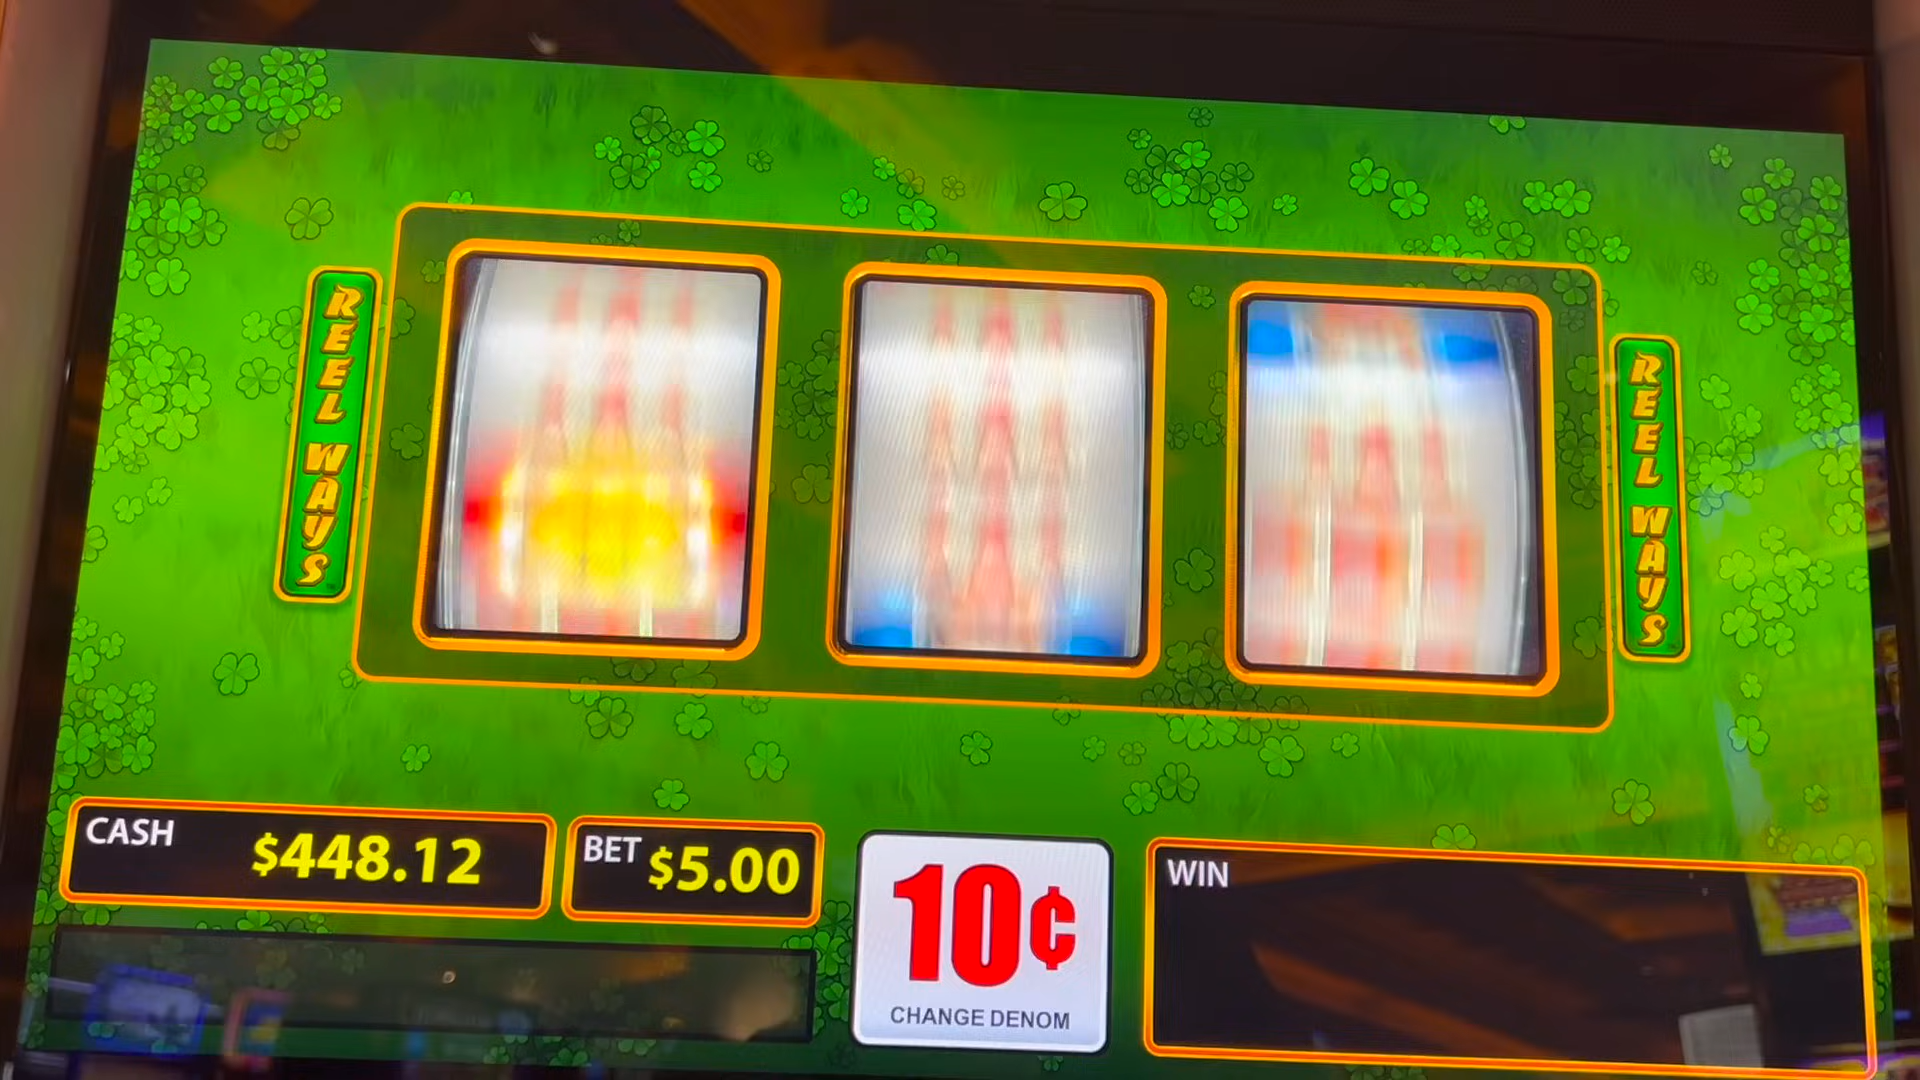 REEL WAYS
REEL WAYS
CASH $448.12
BET $5.00
10¢
CHANGE DENOM
WIN